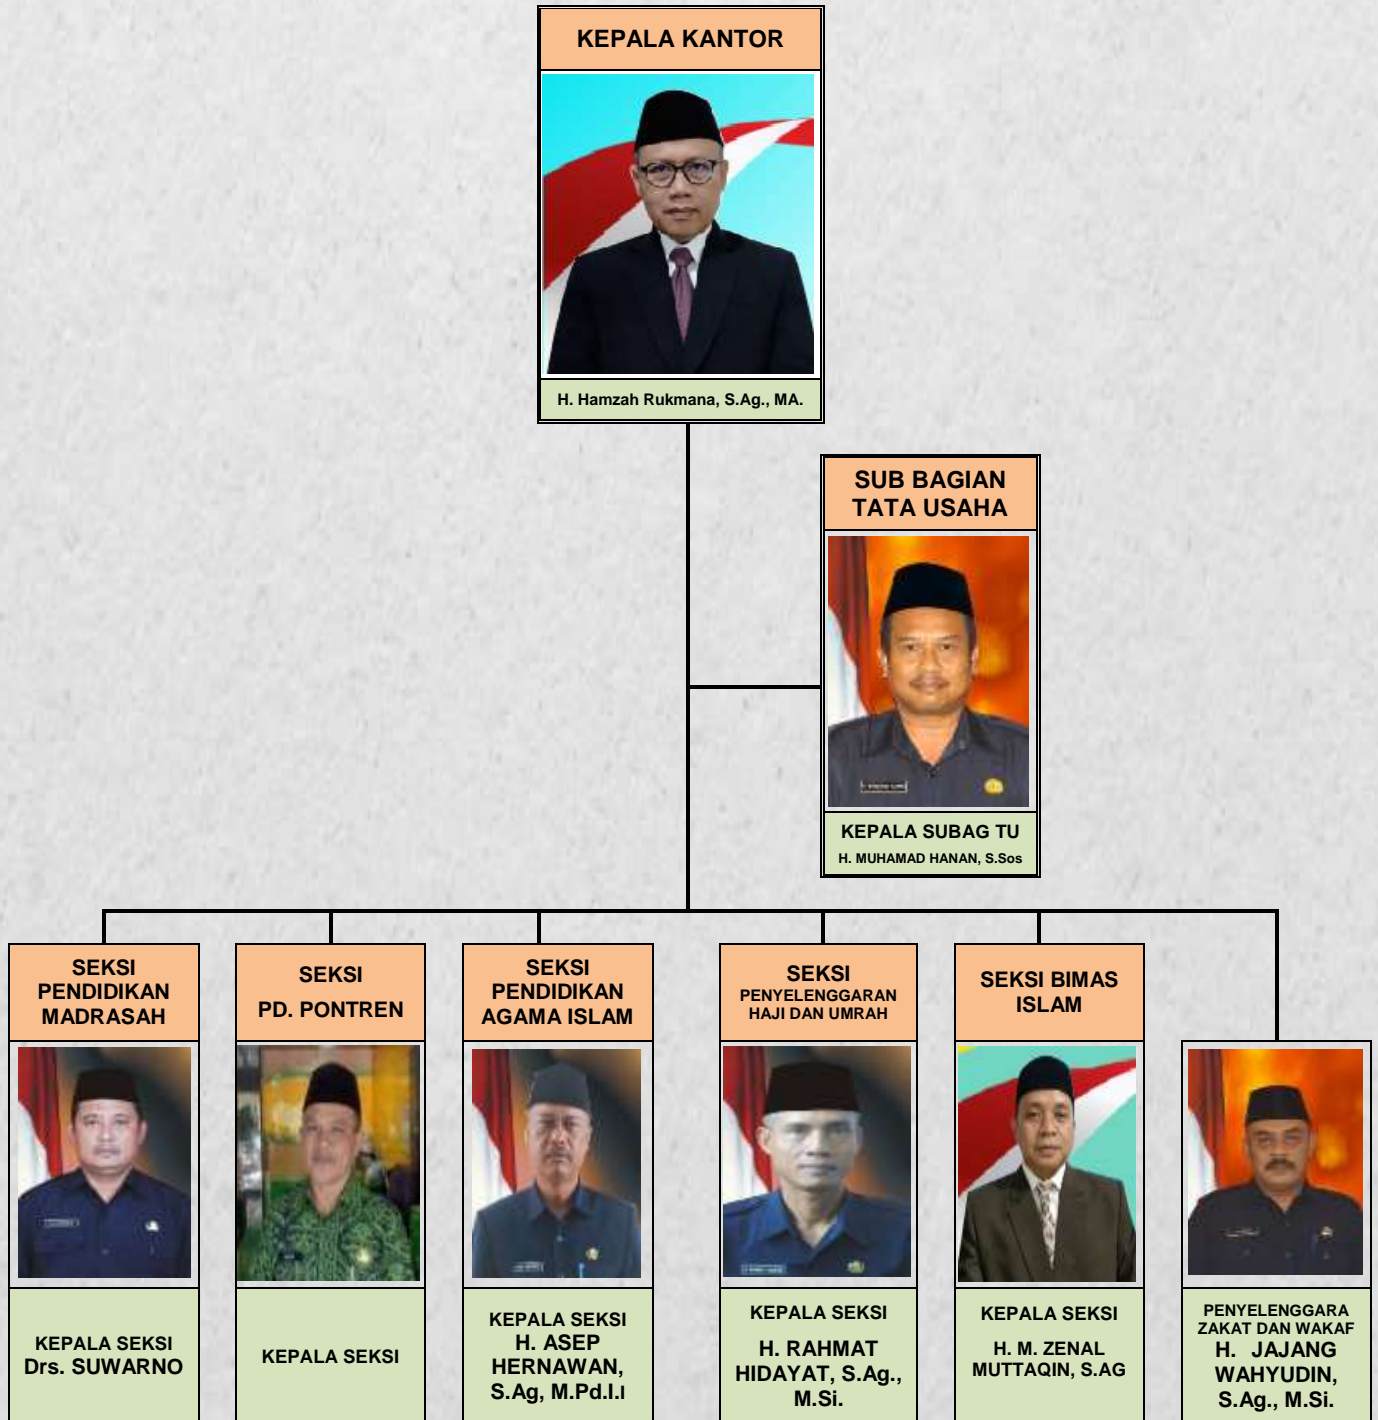 KEPALA KANTOR
H. Hamzah Rukmana, S.Ag., MA.
SUB BAGIAN
TATA USAHA
KEPALA SUBAG TU
H. MUHAMAD HANAN, S.Sos
SEKSI
PENDIDIKAN
MADRASAH
KEPALA SEKSI
Drs. SUWARNO
SEKSI
PD. PONTREN
KEPALA SEKSI
SEKSI
PENDIDIKAN
AGAMA ISLAM
KEPALA SEKSI
H. ASEP
HERNAWAN,
S.Ag, M.Pd.I.I
SEKSI
PENYELENGGARAN
HAJI DAN UMRAH
KEPALA SEKSI
H. RAHMAT
HIDAYAT, S.Ag.,
M.Si.
SEKSI BIMAS
ISLAM
KEPALA SEKSI
H. M. ZENAL
MUTTAQIN, S.AG
PENYELENGGARA
ZAKAT DAN WAKAF
H. JAJANG
WAHYUDIN,
S.Ag., M.Si.